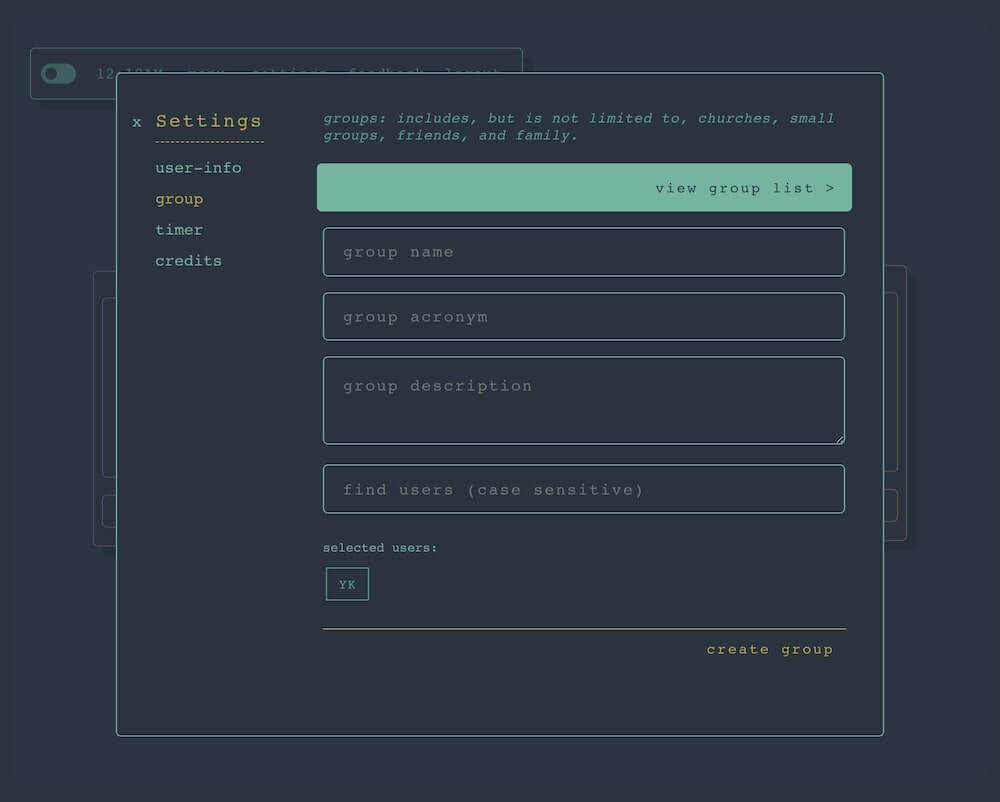 x Settings
user-info
group
timer
credits
groups: includes, but is not limited to, churches, small
groups, friends, and family.
view group list >
group name
group acronym
group description
find users (case sensitive)
selected users:
YK
create group